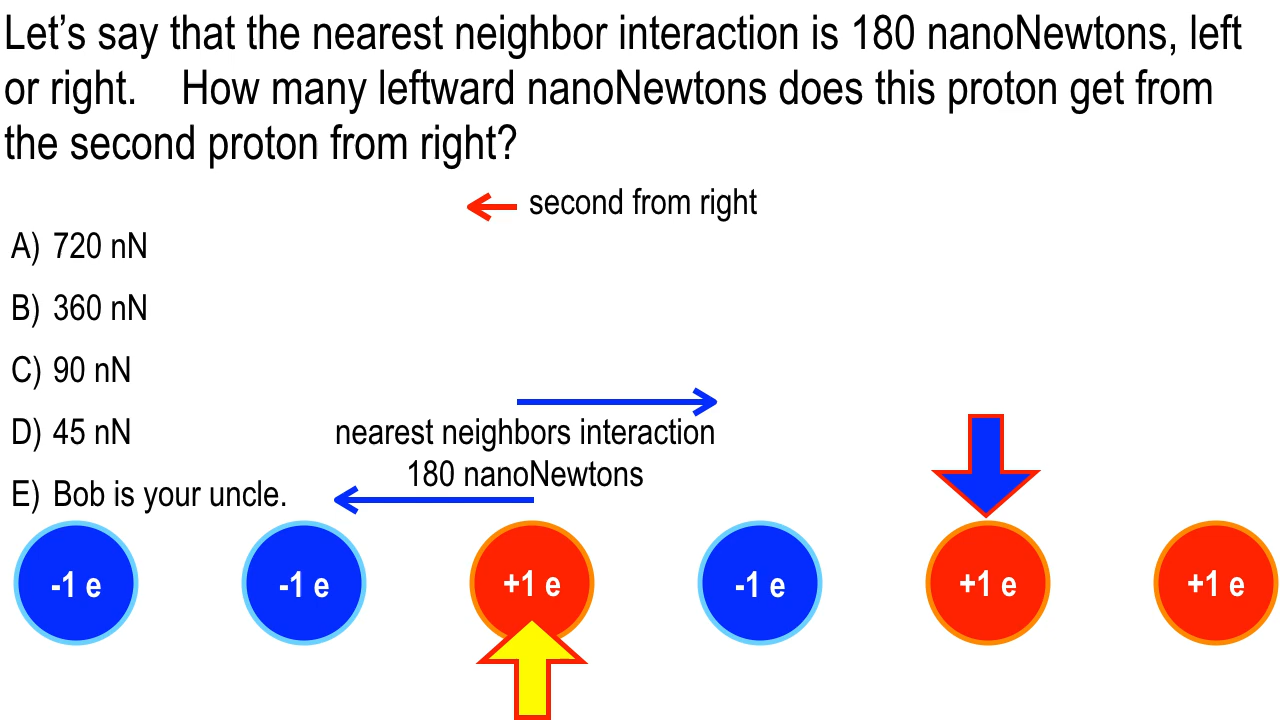 Let's say that the nearest neighbor interaction is 180 nanoNewtons, left
or right. How many leftward nanoNewtons does this proton get from
the second proton from right?
second from right
A) 720 nN
B) 360 nN
C) 90 nN
D) 45 nN
nearest neighbors interaction
180 nanoNewtons
E) Bob is your uncle.
-1 e
-1 e
+1 e
-1 e
+1 e
+1 e